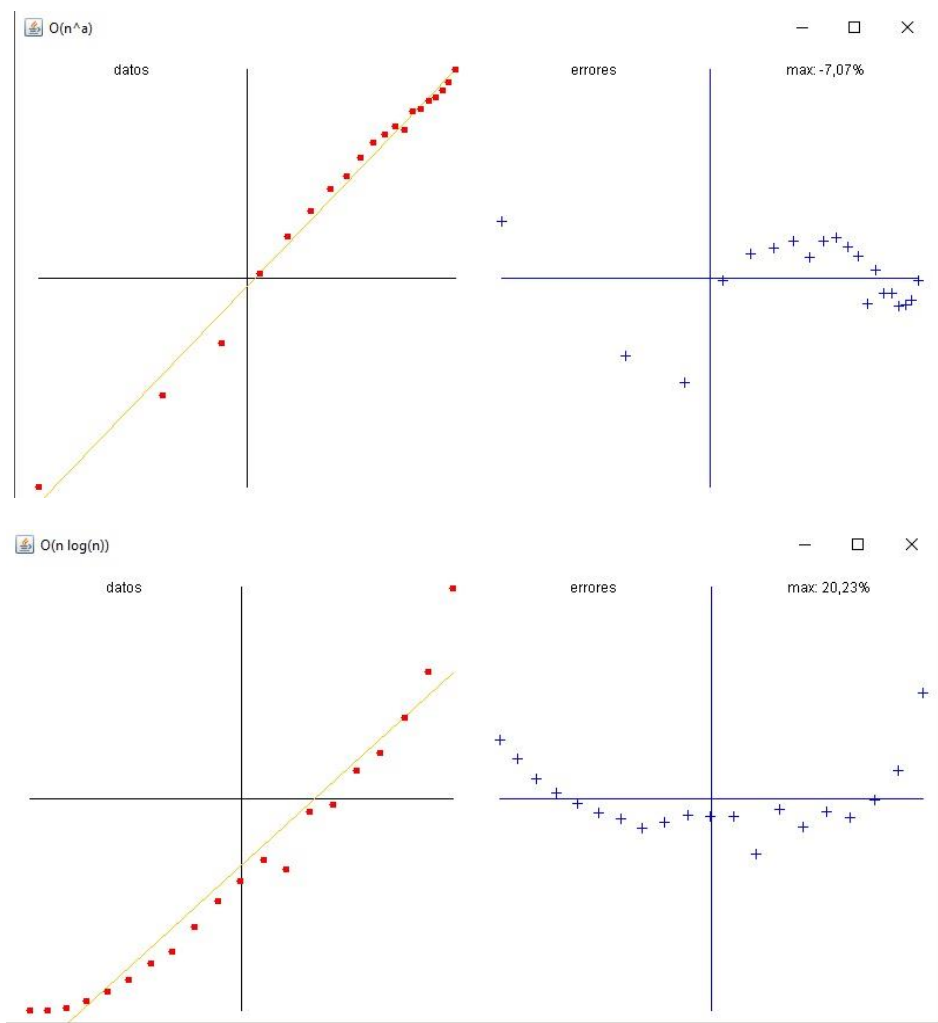 O(n^a)
datos errores max: -7,07%
O(n log(n))
datos errores max: 20,23%